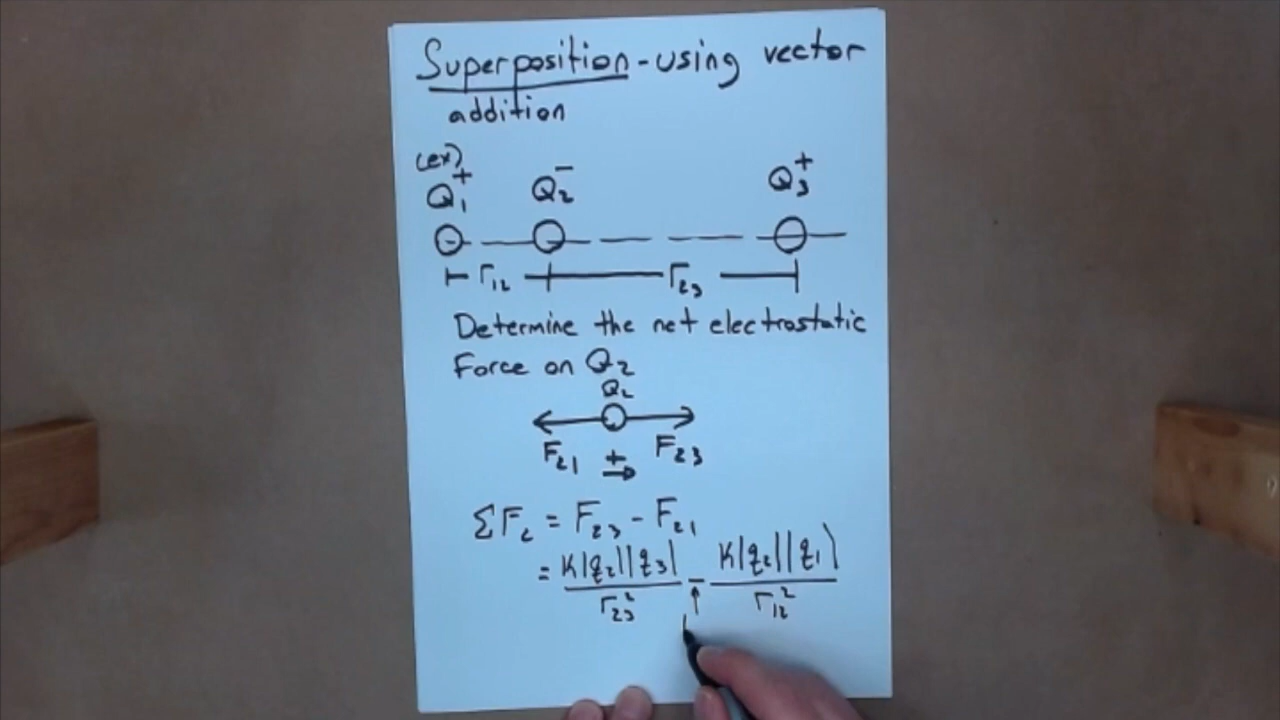 Superposition - using vector
addition
(ex)
Q₁⁺ Q₂⁻ Q₃⁺
r₁₂ r₂₃
Determine the net electrostatic
Force on Q₂
Q₂
F₂₁ + F₂₃
ΣF₂ = F₂₃ - F₂₁
= K|q₂||q₃| / r₂₃² - K|q₂||q₁| / r₁₂²